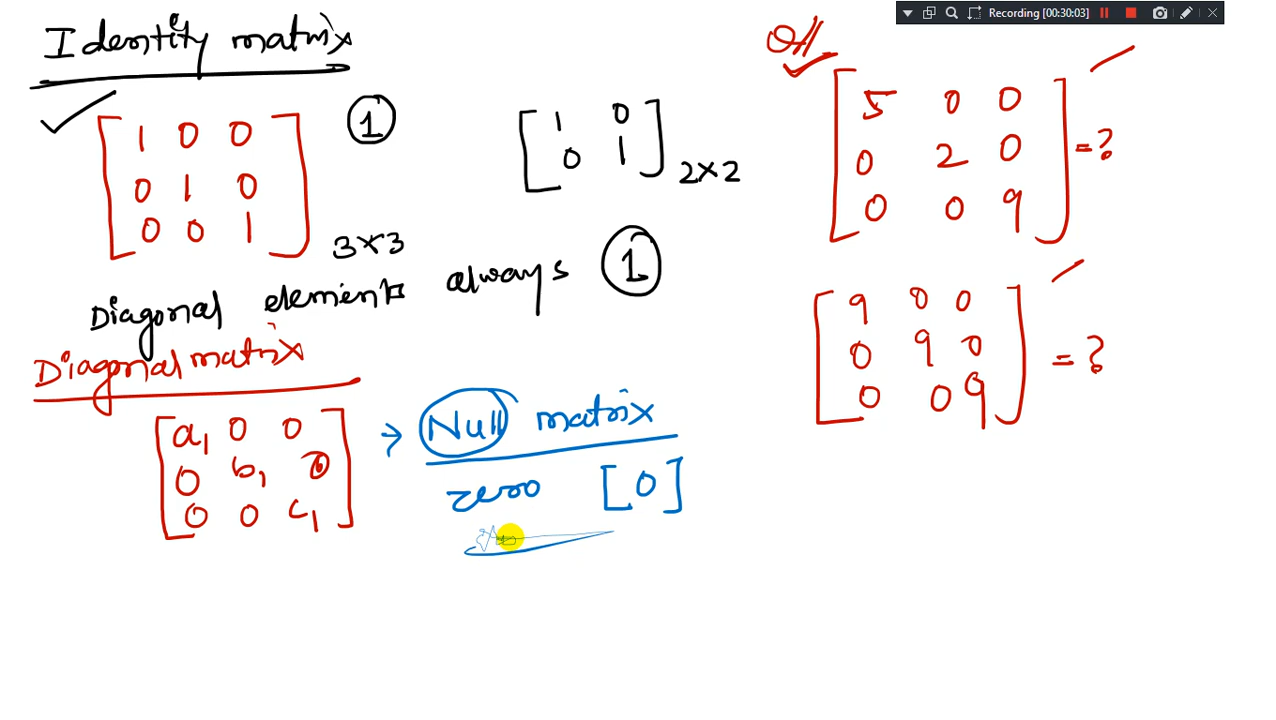 Recording [00:30:03]
Identity matrix
1 0 0
0 1 0
0 0 1
3×3
1
1 0
0 1
2×2
Diagonal elements always 1
Diagonal matrix
a₁ 0 0
0 b₁ 0
0 0 c₁
→ Null matrix
zero [0]
5 0 0
0 2 0
0 0 9
= ?
9 0 0
0 9 0
0 0 9
= ?